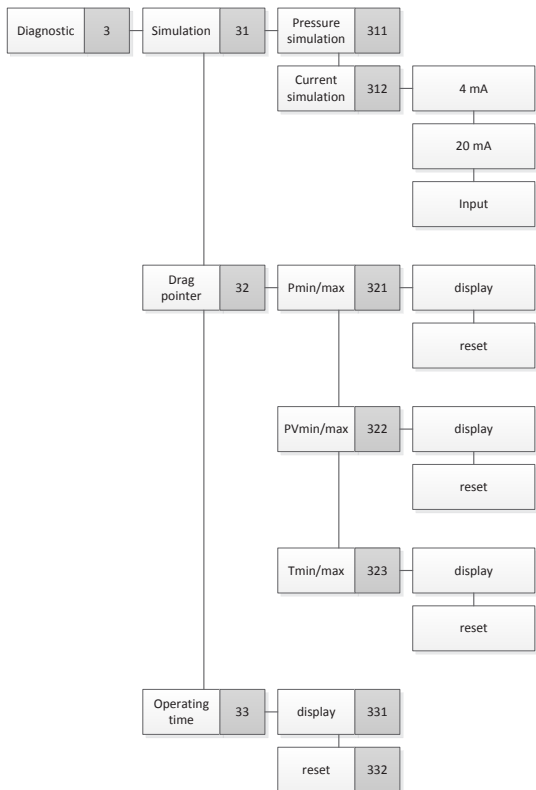 Diagnostic 3
Simulation 31
Pressure
simulation 311
Current
simulation 312
4 mA
20 mA
Input
Drag
pointer 32
Pmin/max 321
display
reset
PVmin/max 322
display
reset
Tmin/max 323
display
reset
Operating
time 33
display 331
reset 332